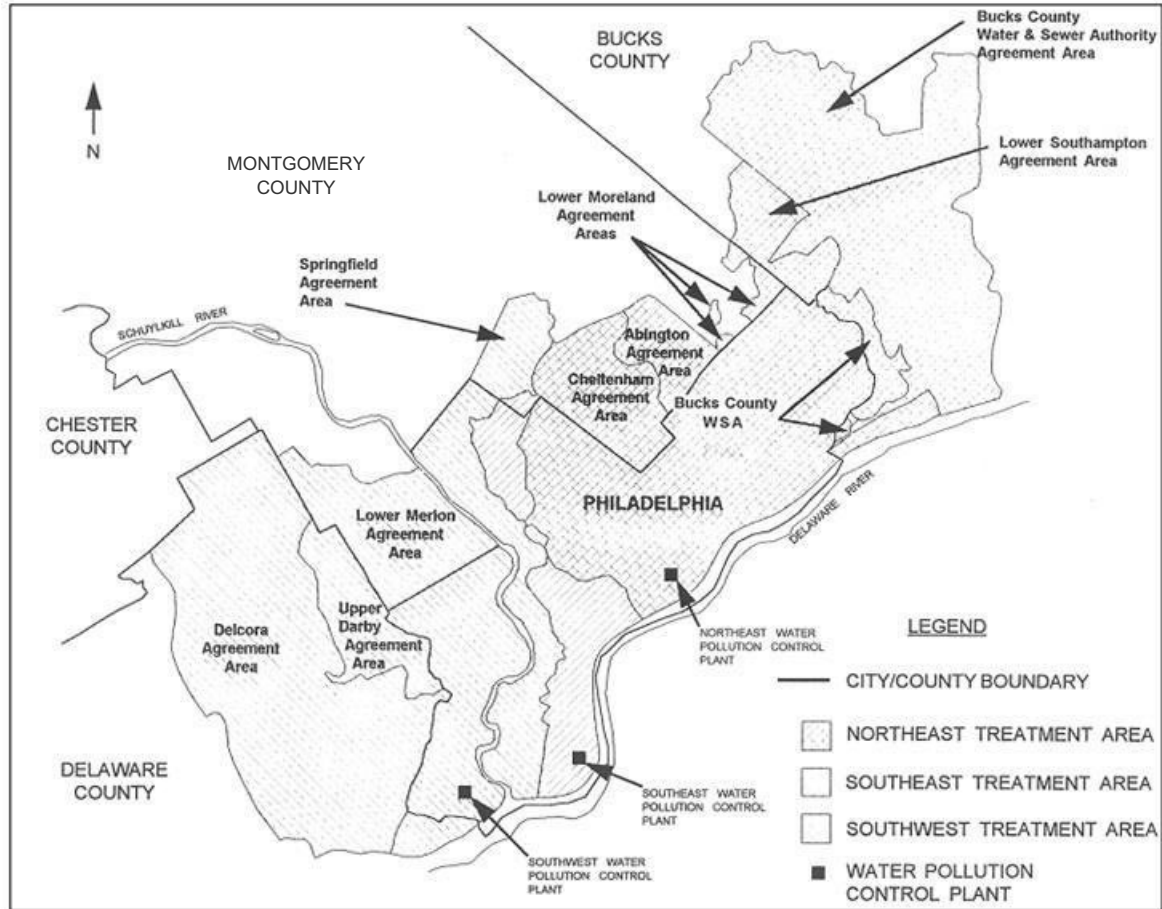 Bucks County
Water & Sewer Authority
Agreement Area
BUCKS
COUNTY
N
Lower Southampton
Agreement Area
MONTGOMERY
COUNTY
Lower Moreland
Agreement
Areas
Springfield
Agreement
Area
SCHUYLKILL RIVER
Abington
Agreement
Area
Cheltenham
Agreement
Area
Bucks County
WSA
CHESTER
COUNTY
PHILADELPHIA
DELAWARE RIVER
Lower Merion
Agreement
Area
Upper
Darby
Agreement
Area
Delcora
Agreement
Area
NORTHEAST WATER
POLLUTION CONTROL
PLANT
DELAWARE
COUNTY
SOUTHEAST WATER
POLLUTION CONTROL
PLANT
SOUTHWEST WATER
POLLUTION CONTROL
PLANT
LEGEND
CITY/COUNTY BOUNDARY
NORTHEAST TREATMENT AREA
SOUTHEAST TREATMENT AREA
SOUTHWEST TREATMENT AREA
WATER POLLUTION
CONTROL PLANT